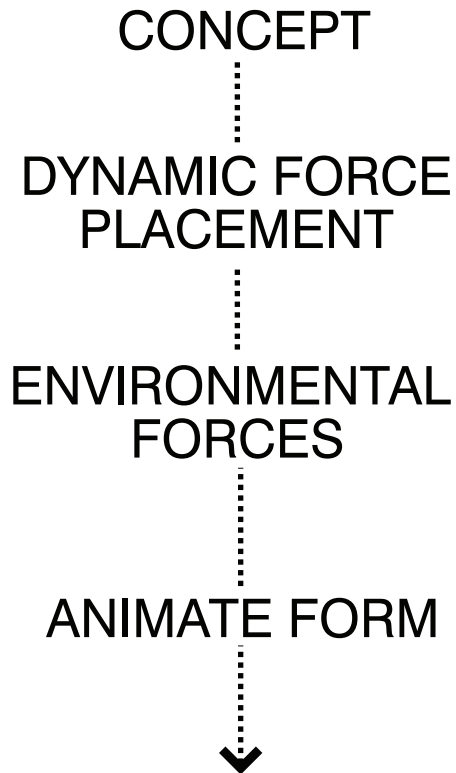 CONCEPT
DYNAMIC FORCE
PLACEMENT
ENVIRONMENTAL
FORCES
ANIMATE FORM